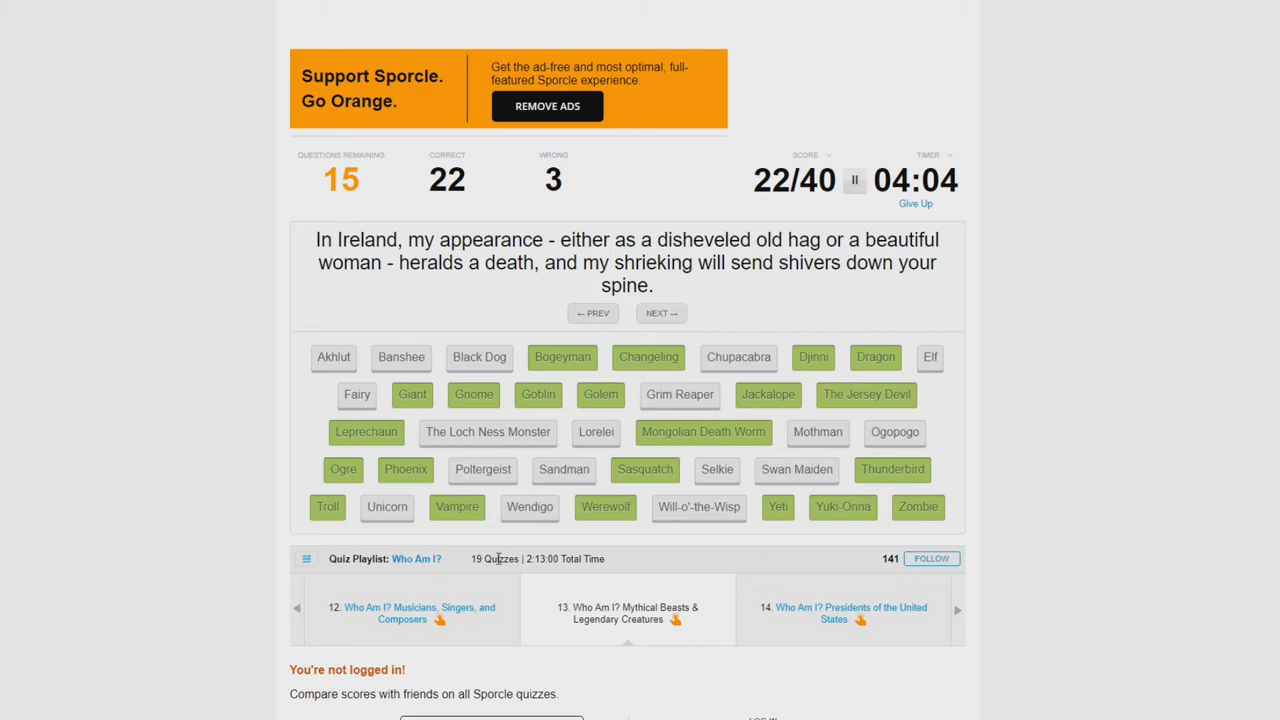 Support Sporcle.
Go Orange.
Get the ad-free and most optimal, full-
featured Sporcle experience.
REMOVE ADS
QUESTIONS REMAINING
15
CORRECT
22
WRONG
3
SCORE
22/40
TIMER
04:04
Give Up
In Ireland, my appearance - either as a disheveled old hag or a beautiful
woman - heralds a death, and my shrieking will send shivers down your
spine.
← PREV NEXT →
Akhlut Banshee Black Dog Bogeyman Changeling Chupacabra Djinni Dragon Elf
Fairy Giant Gnome Goblin Golem Grim Reaper Jackalope The Jersey Devil
Leprechaun The Loch Ness Monster Lorelei Mongolian Death Worm Mothman Ogopogo
Ogre Phoenix Poltergeist Sandman Sasquatch Selkie Swan Maiden Thunderbird
Troll Unicorn Vampire Wendigo Werewolf Will-o'-the-Wisp Yeti Yuki-Onna Zombie
Quiz Playlist: Who Am I? 19 Quizzes | 2:13:00 Total Time 141 FOLLOW
12. Who Am I? Musicians, Singers, and
Composers
13. Who Am I? Mythical Beasts &
Legendary Creatures
14. Who Am I? Presidents of the United
States
You're not logged in!
Compare scores with friends on all Sporcle quizzes.